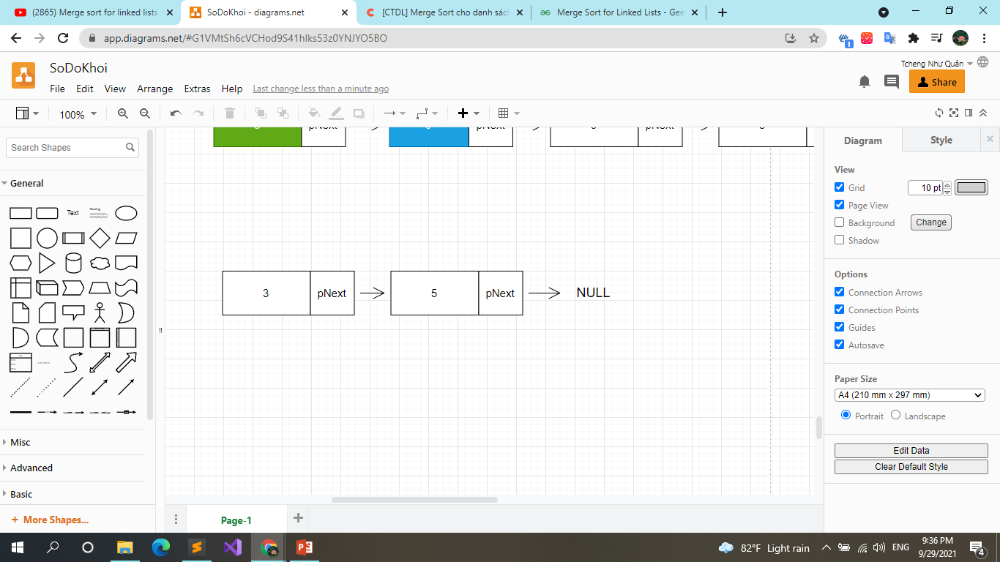 (2865) Merge sort for linked lists
SoDoKhoi - diagrams.net
[CTDL] Merge Sort cho danh sác
Merge Sort for Linked Lists - Gee
app.diagrams.net/#G1VMtSh6cVCHod9S41hIks53z0YNJYO5BO
1
SoDoKhoi
Tcheng Như Quân
File Edit View Arrange Extras Help Last change less than a minute ago
Share
100%
Search Shapes
General
Text
Heading
List Item
Misc
Advanced
Basic
+ More Shapes...
pNext
pNext
pNext
3 pNext 5 pNext NULL
Page-1
Diagram Style
View
Grid 10 pt
Page View
Background Change
Shadow
Options
Connection Arrows
Connection Points
Guides
Autosave
Paper Size
A4 (210 mm x 297 mm)
Portrait Landscape
Edit Data
Clear Default Style
82°F Light rain ENG
9:36 PM
9/29/2021
4